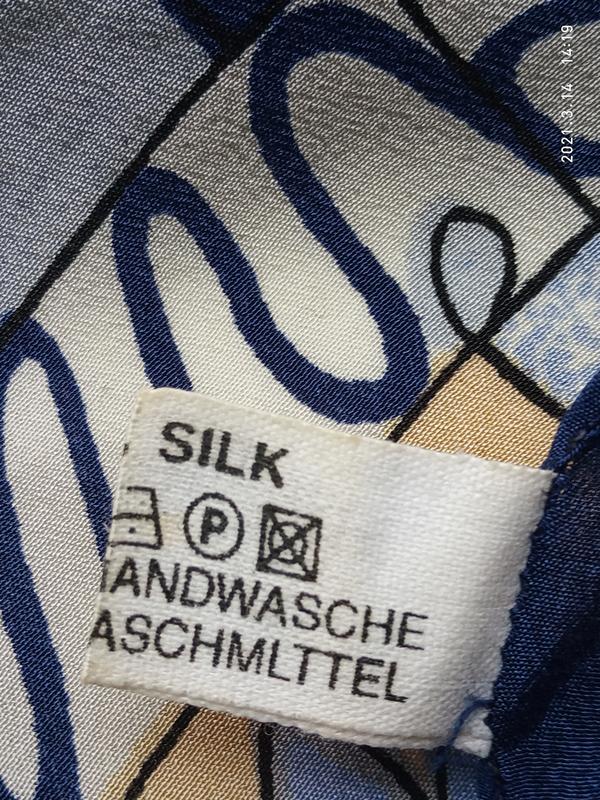 SILK
P
ANDWASCHE
ASCHMLTTEL
2021.3.14 14:19